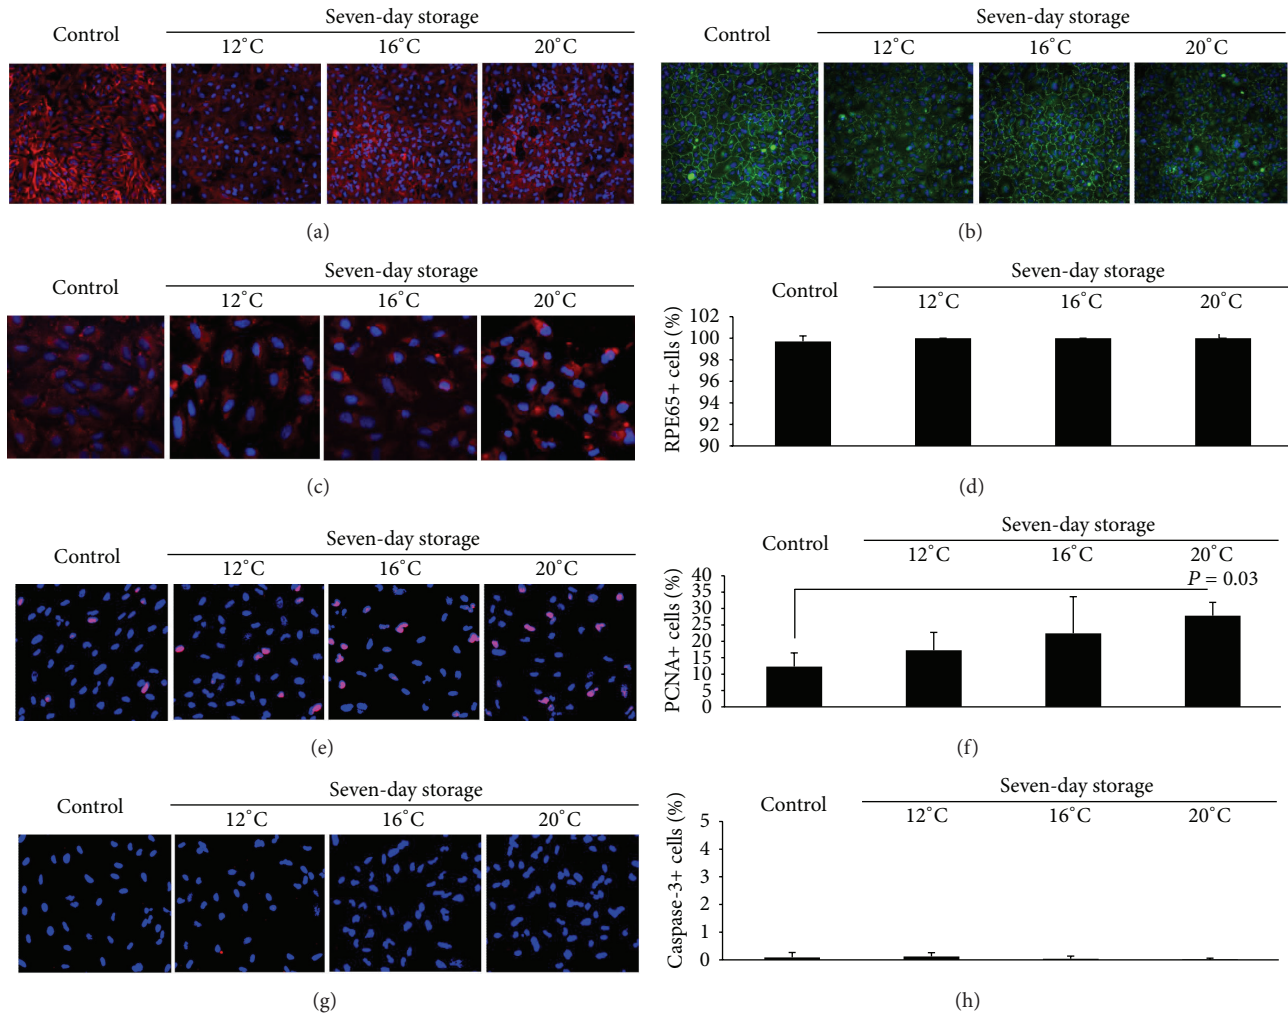 Control
Seven-day storage
12°C 16°C 20°C
(a)
Control
Seven-day storage
12°C 16°C 20°C
(b)
Control
Seven-day storage
12°C 16°C 20°C
(c)
Control
Seven-day storage
12°C 16°C 20°C
RPE65+ cells (%)
102
100
98
96
94
92
90
(d)
Control
Seven-day storage
12°C 16°C 20°C
(e)
Control
Seven-day storage
12°C 16°C 20°C
P = 0.03
PCNA+ cells (%)
40
35
30
25
20
15
10
5
0
(f)
Control
Seven-day storage
12°C 16°C 20°C
(g)
Control
Seven-day storage
12°C 16°C 20°C
Caspase-3+ cells (%)
5
4
3
2
1
0
(h)